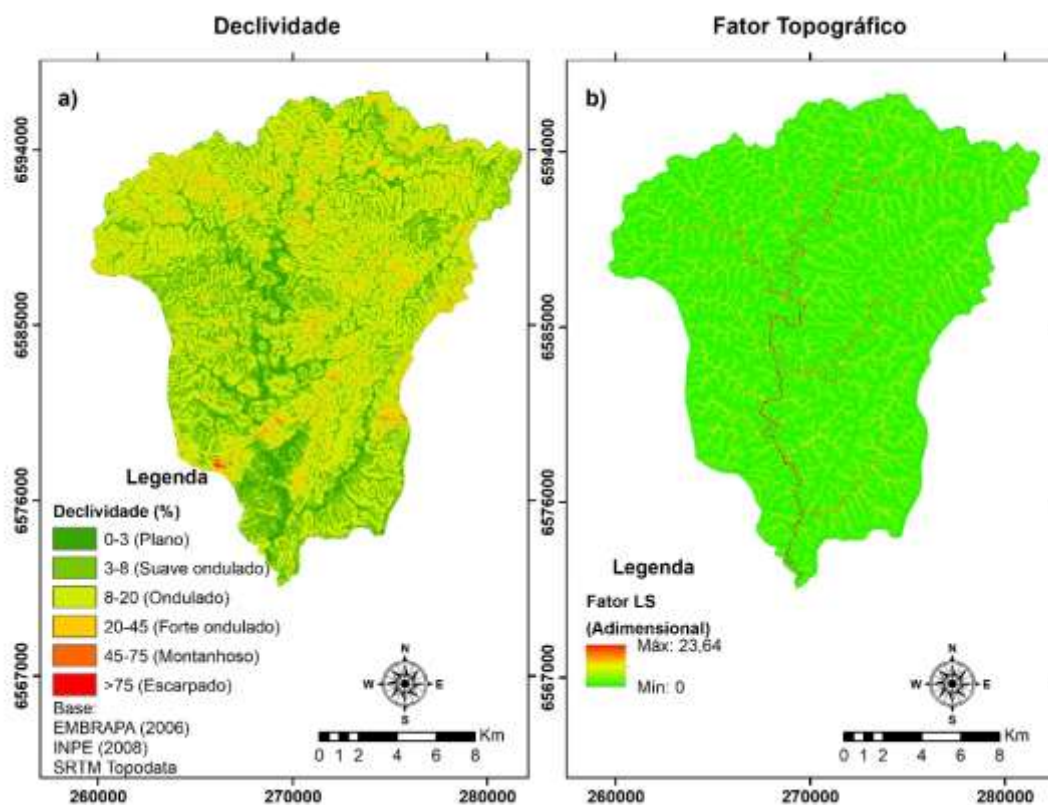 Declividade
a)
6594000
6585000
6576000
6567000
Legenda
Declividade (%)
0-3 (Plano)
3-8 (Suave ondulado)
8-20 (Ondulado)
20-45 (Forte ondulado)
45-75 (Montanhoso)
>75 (Escarpado)
Base:
EMBRAPA (2006)
INPE (2008)
SRTM Topodata
N
W E
S
Km
0 1 2 4 6 8
260000 270000 280000
Fator Topográfico
b)
6594000
6585000
6576000
6567000
Legenda
Fator LS
(Adimensional)
Máx: 23,64
Mín: 0
N
W E
S
Km
0 1 2 4 6 8
260000 270000 280000